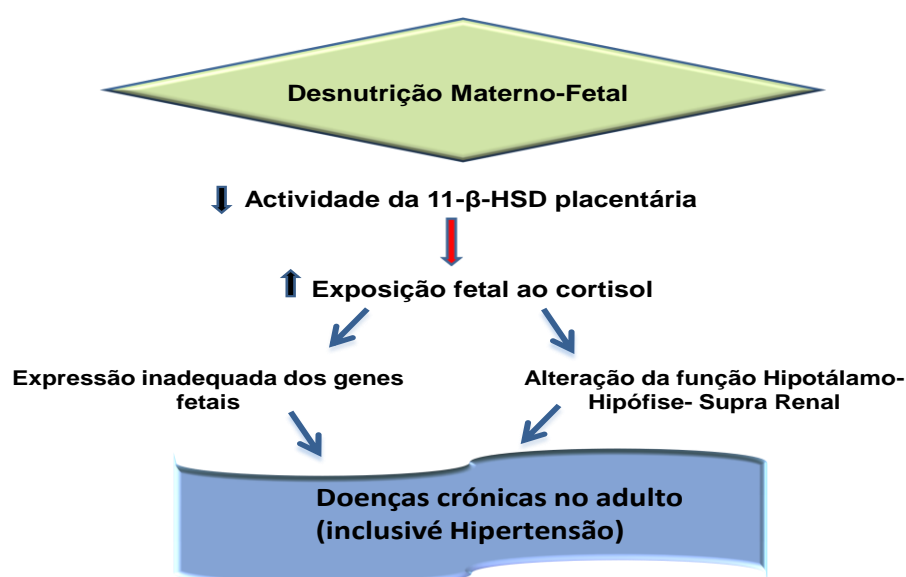 Desnutrição Materno-Fetal
Actividade da 11-β-HSD placentária
Exposição fetal ao cortisol
Expressão inadequada dos genes
fetais
Alteração da função Hipotálamo-
Hipófise- Supra Renal
Doenças crónicas no adulto
(inclusivé Hipertensão)